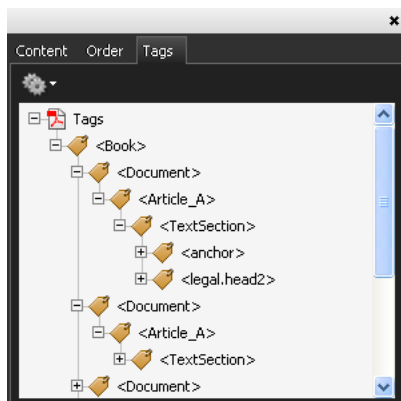 Content Order Tags
Tags
<Book>
<Document>
<Article_A>
<TextSection>
<anchor>
<legal.head2>
<Document>
<Article_A>
<TextSection>
<Document>